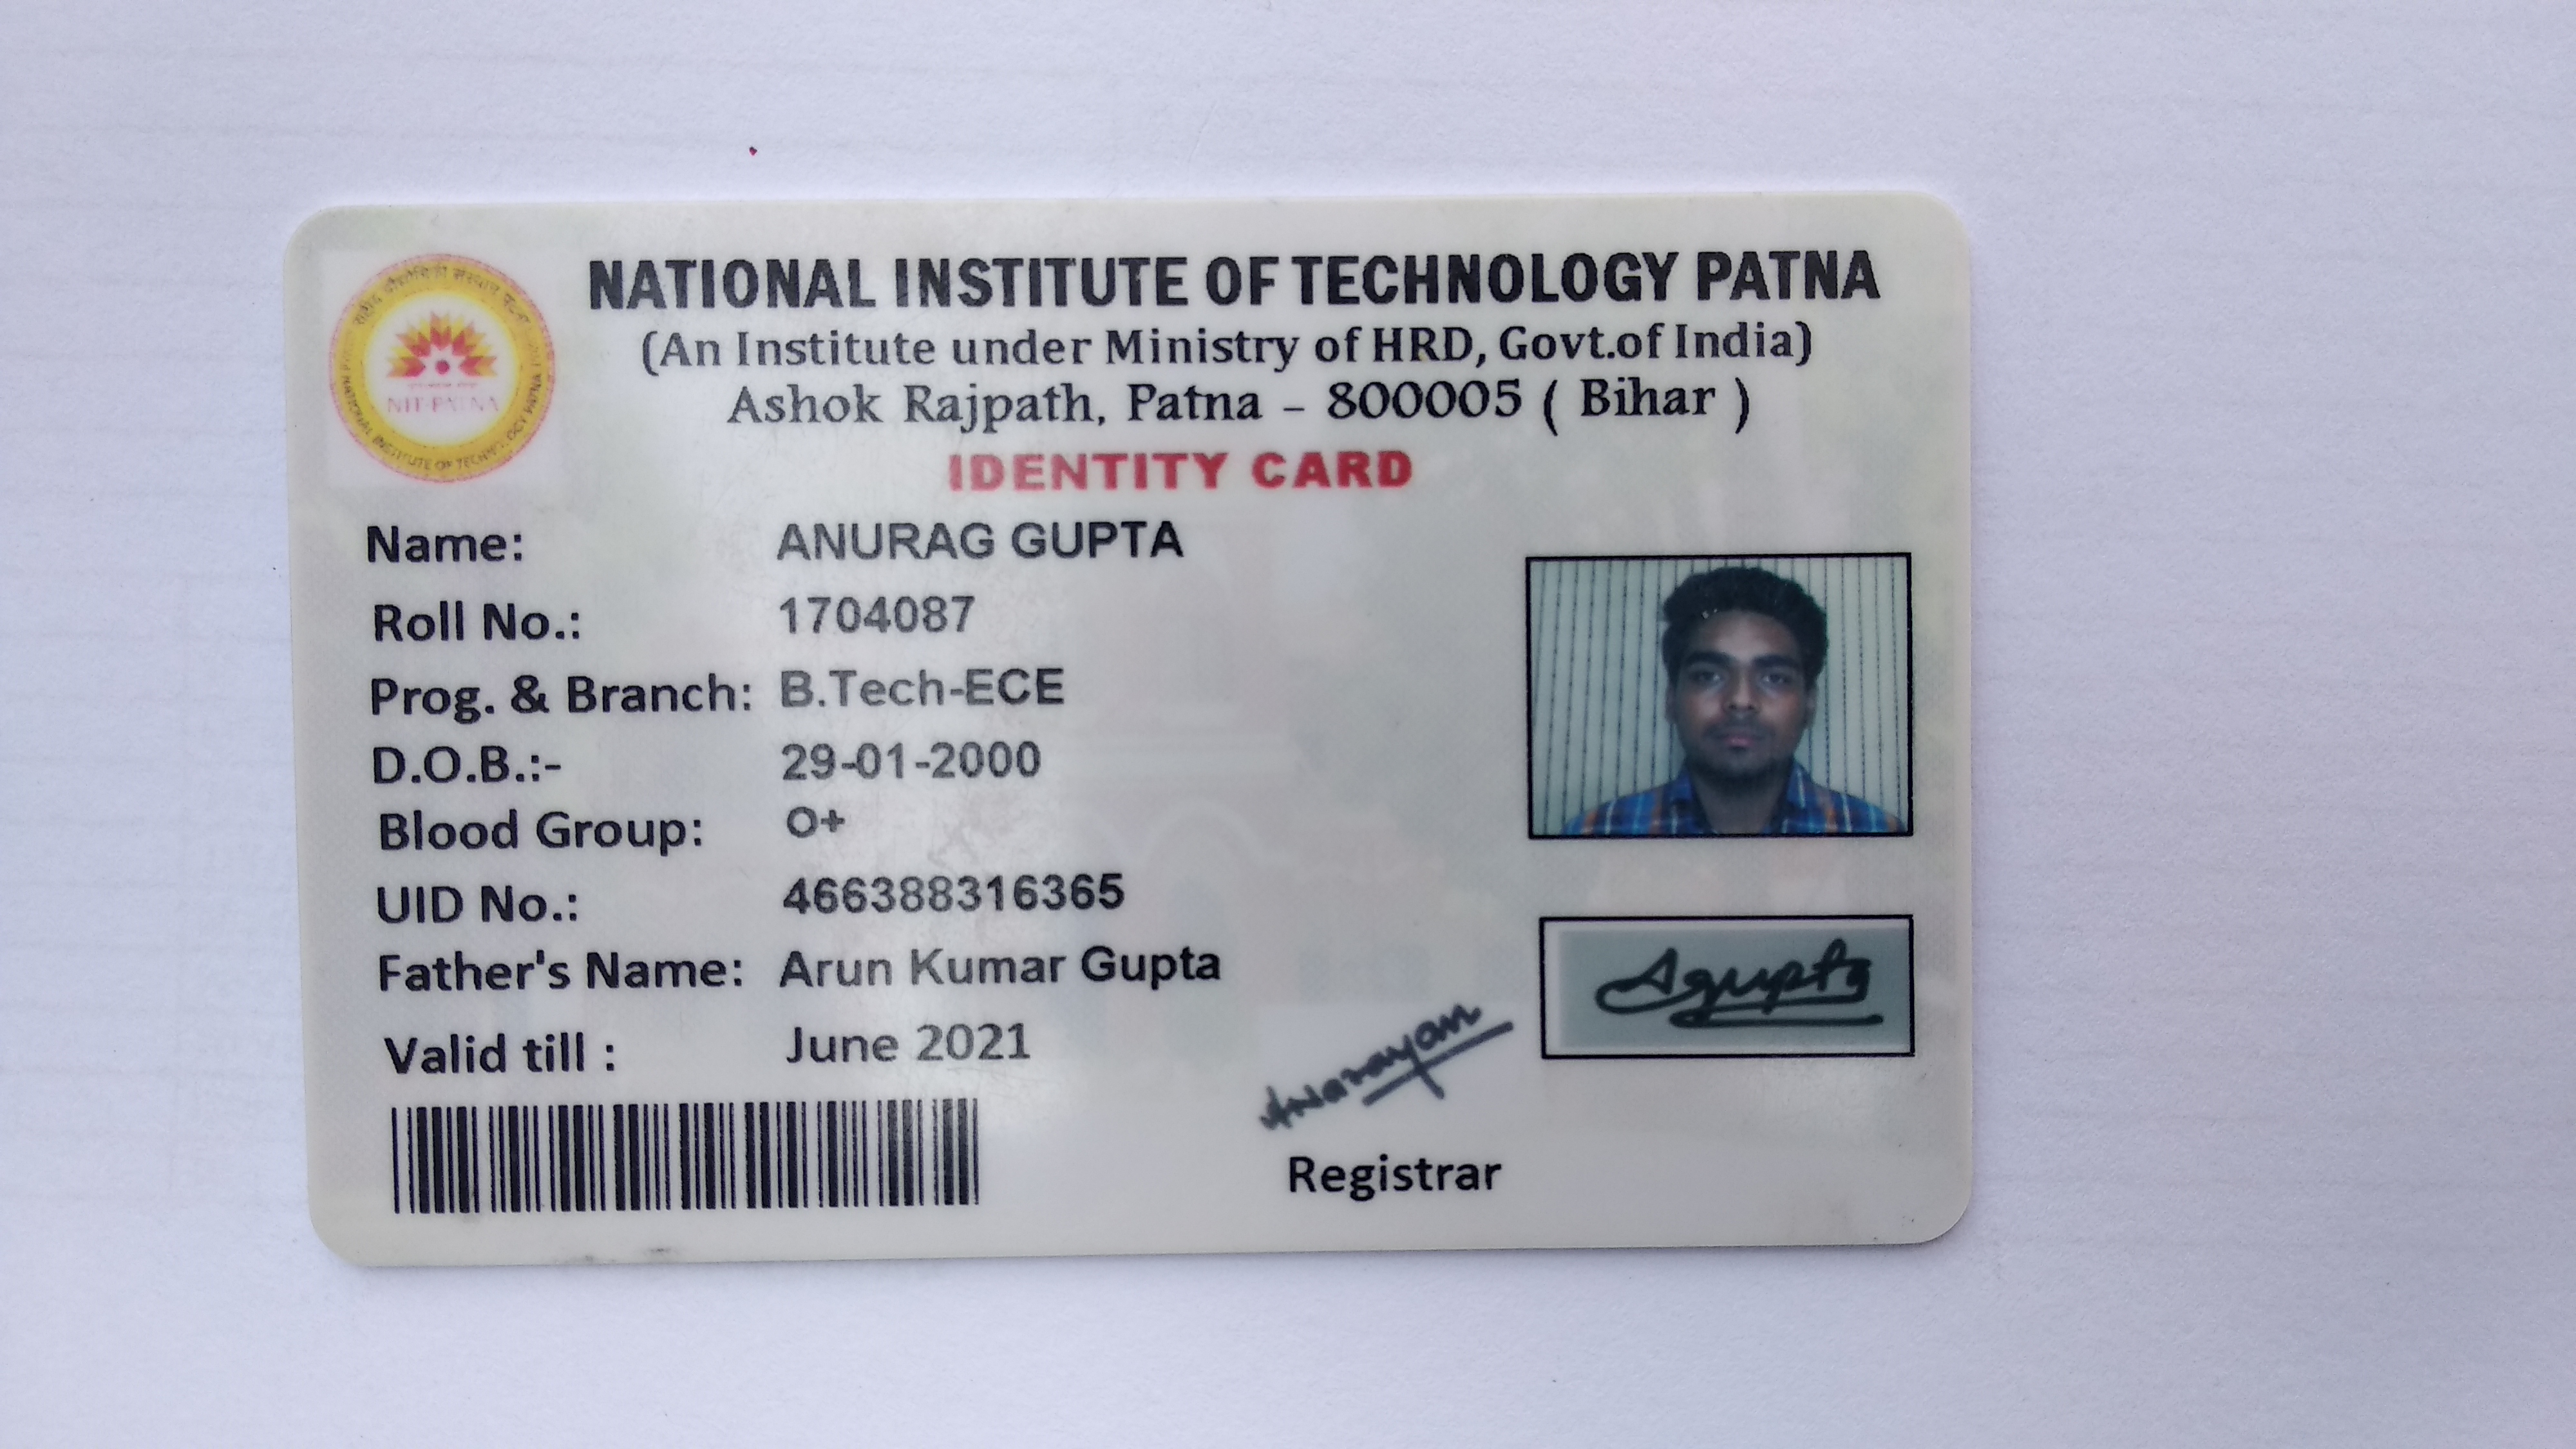 NATIONAL INSTITUTE OF TECHNOLOGY PATNA
(An Institute under Ministry of HRD, Govt.of India)
Ashok Rajpath, Patna - 800005 ( Bihar )
NIT-PATNA
IDENTITY CARD
Name: ANURAG GUPTA
Roll No.: 1704087
Prog. & Branch: B.Tech-ECE
D.O.B.:- 29-01-2000
Blood Group: O+
UID No.: 466388316365
Father's Name: Arun Kumar Gupta
Valid till : June 2021
Agupta
Registrar